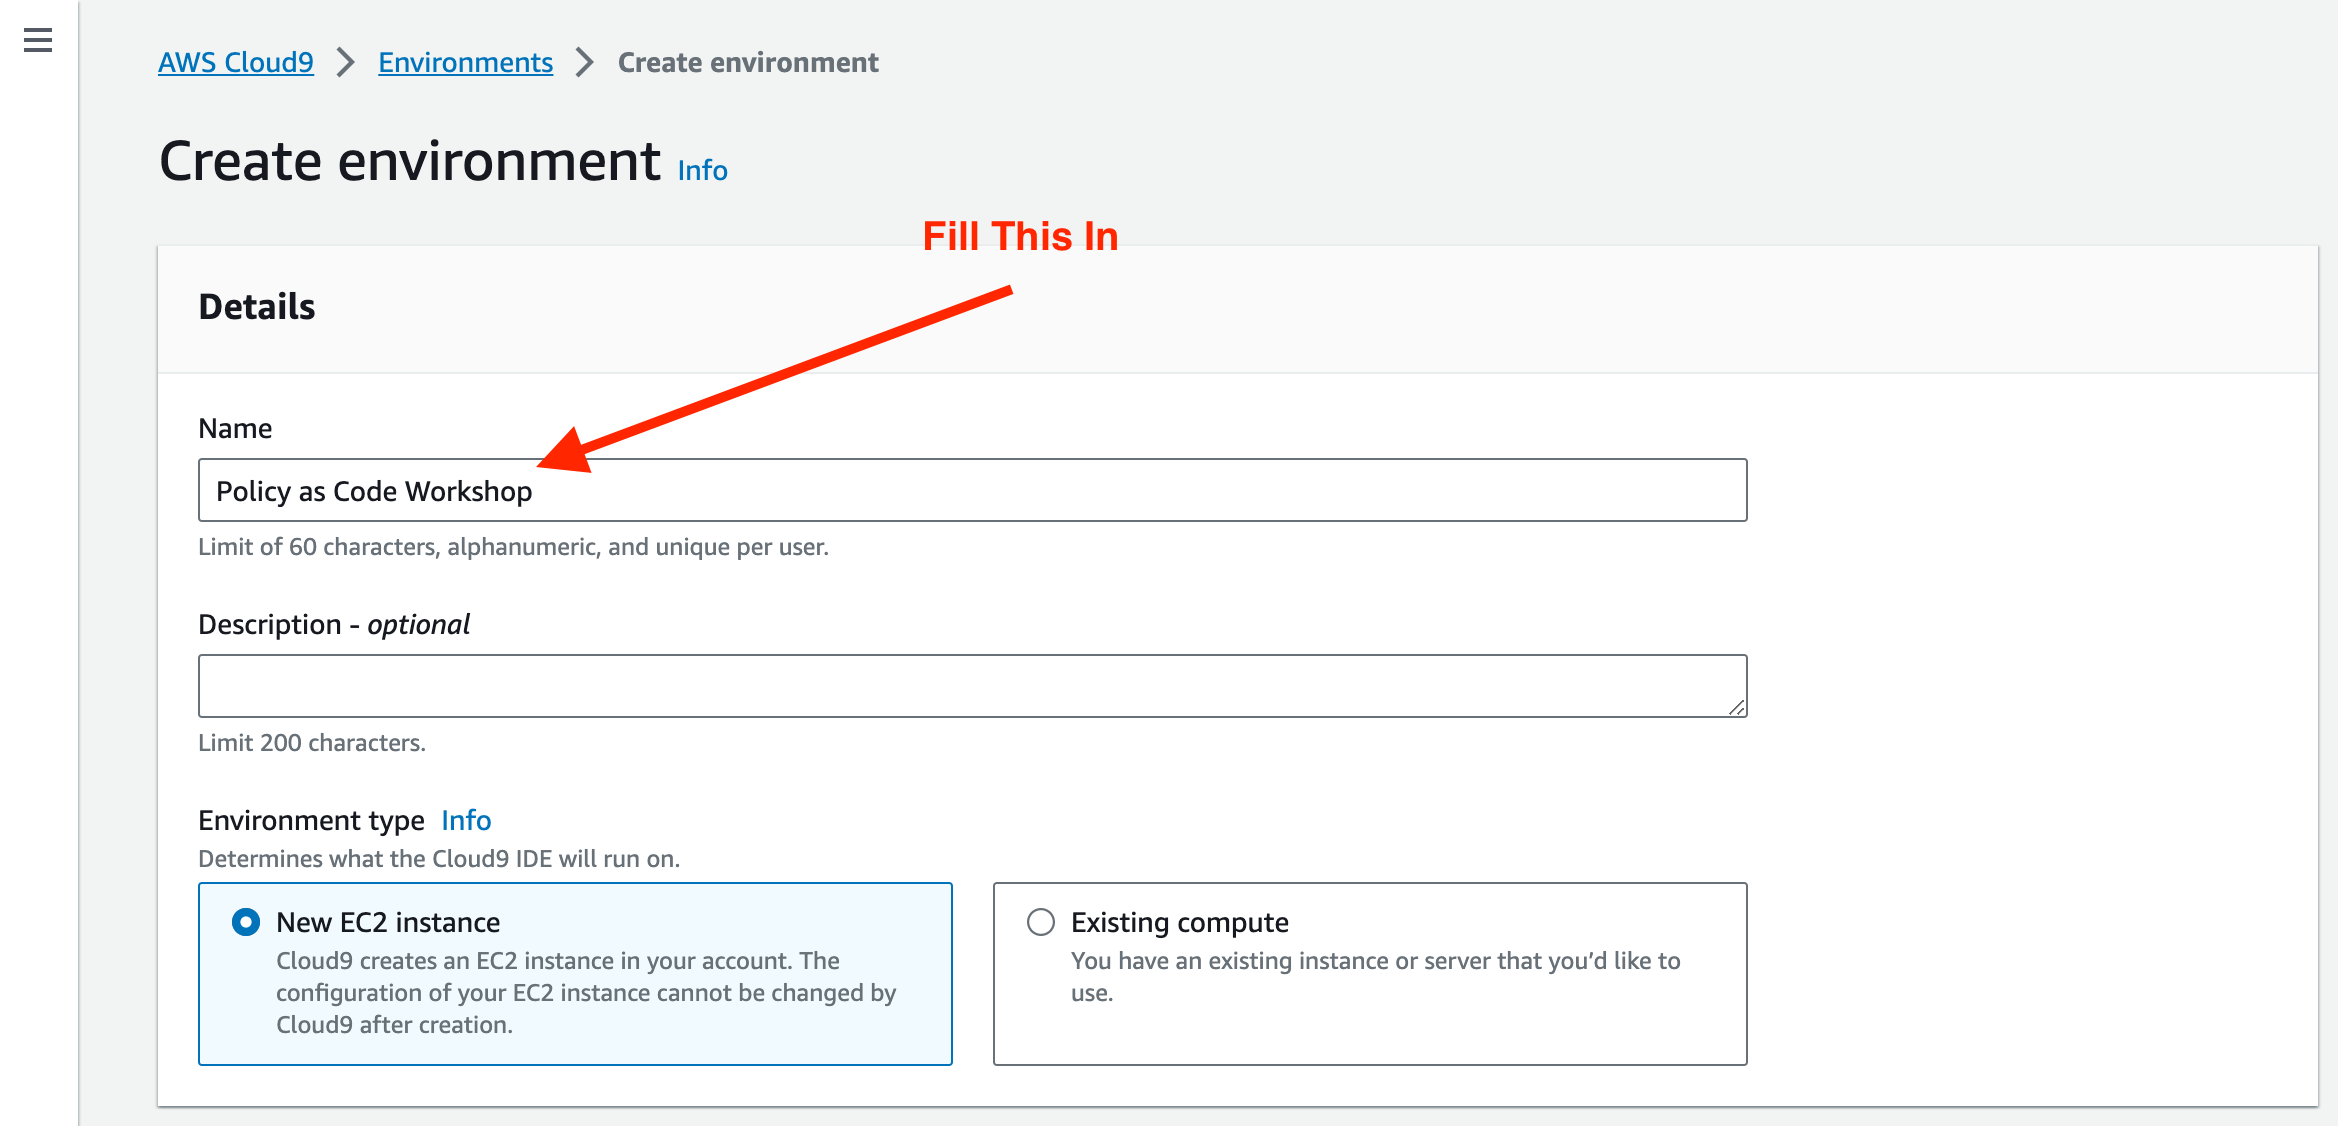 AWS Cloud9 > Environments > Create environment
Create environment Info
Fill This In
Details
Name
Policy as Code Workshop
Limit of 60 characters, alphanumeric, and unique per user.
Description - optional
Limit 200 characters.
Environment type Info
Determines what the Cloud9 IDE will run on.
New EC2 instance
Cloud9 creates an EC2 instance in your account. The
configuration of your EC2 instance cannot be changed by
Cloud9 after creation.
Existing compute
You have an existing instance or server that you’d like to
use.